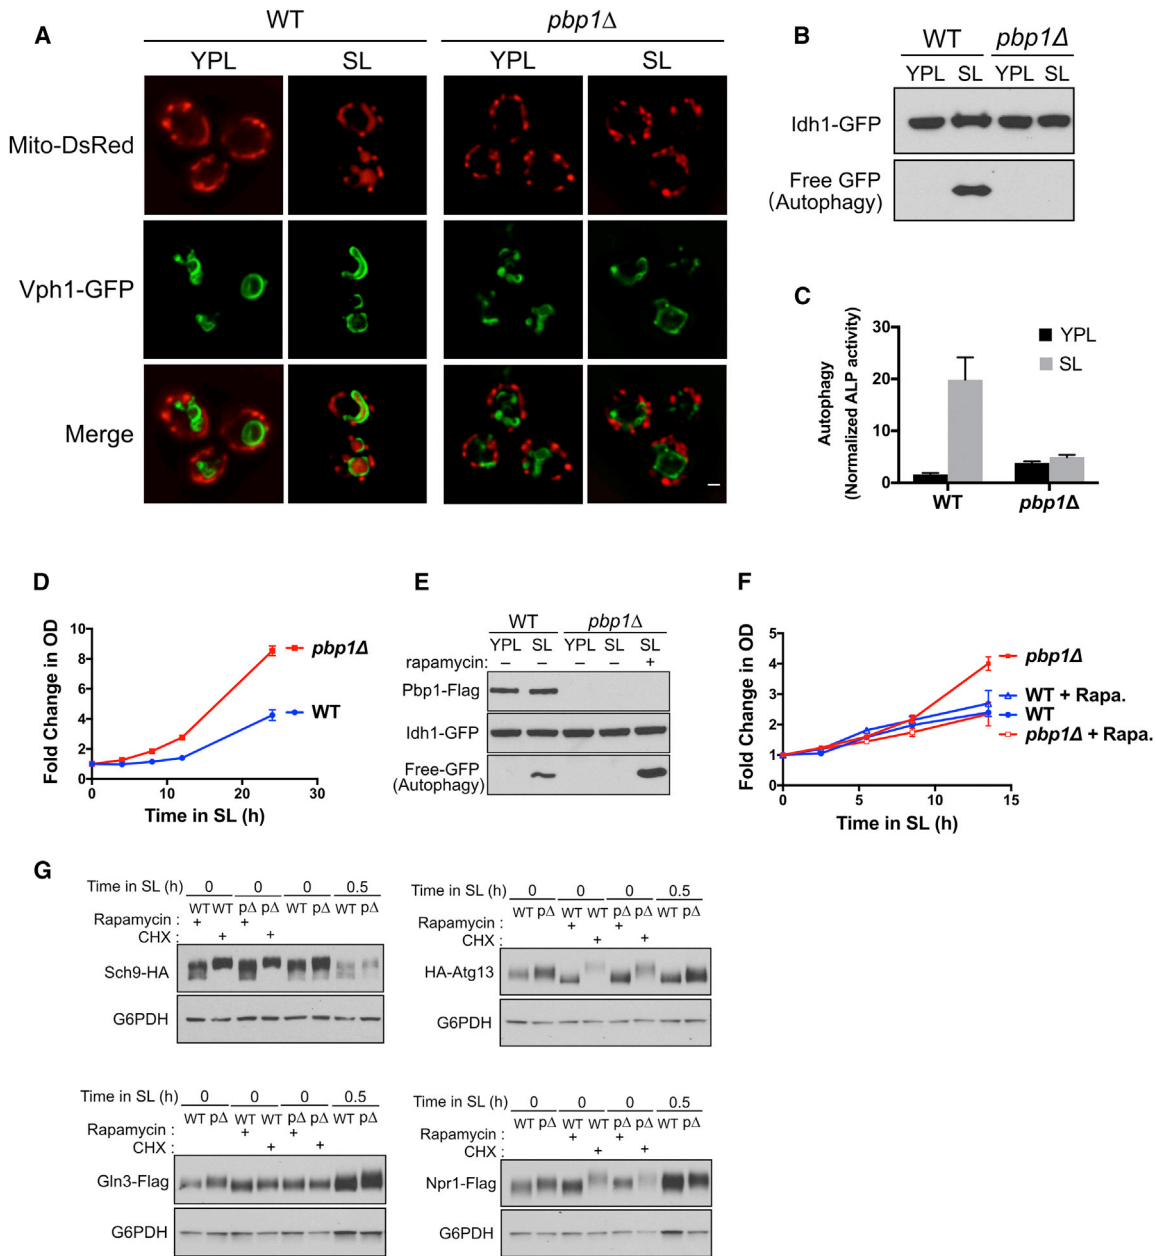 A
WT
pbp1Δ
YPL
SL
YPL
SL
Mito-DsRed
Vph1-GFP
Merge
B
WT
pbp1Δ
YPL SL YPL SL
Idh1-GFP
Free GFP
(Autophagy)
C
Autophagy
(Normalized ALP activity)
30
20
10
0
YPL
SL
WT
pbp1Δ
D
Fold Change in OD
10
8
6
4
2
0
0
10
20
30
pbp1Δ
WT
Time in SL (h)
E
WT
pbp1Δ
YPL SL YPL SL SL
rapamycin: – – – – +
Pbp1-Flag
Idh1-GFP
Free-GFP
(Autophagy)
F
Fold Change in OD
5
4
3
2
1
0
0
5
10
15
pbp1Δ
WT + Rapa.
WT
pbp1Δ + Rapa.
Time in SL (h)
G
Time in SL (h) 0 0 0 0.5
WT WT pΔ pΔ WT pΔ WT pΔ
Rapamycin : + +
CHX : + +
Sch9-HA
G6PDH
Time in SL (h) 0 0 0 0.5
WT pΔ WT WT pΔ pΔ WT pΔ
Rapamycin : + +
CHX : + +
HA-Atg13
G6PDH
Time in SL (h) 0 0 0 0.5
WT pΔ WT WT pΔ pΔ WT pΔ
Rapamycin : + +
CHX : + +
Gln3-Flag
G6PDH
Time in SL (h) 0 0 0 0.5
WT pΔ WT WT pΔ pΔ WT pΔ
Rapamycin : + +
CHX : + +
Npr1-Flag
G6PDH